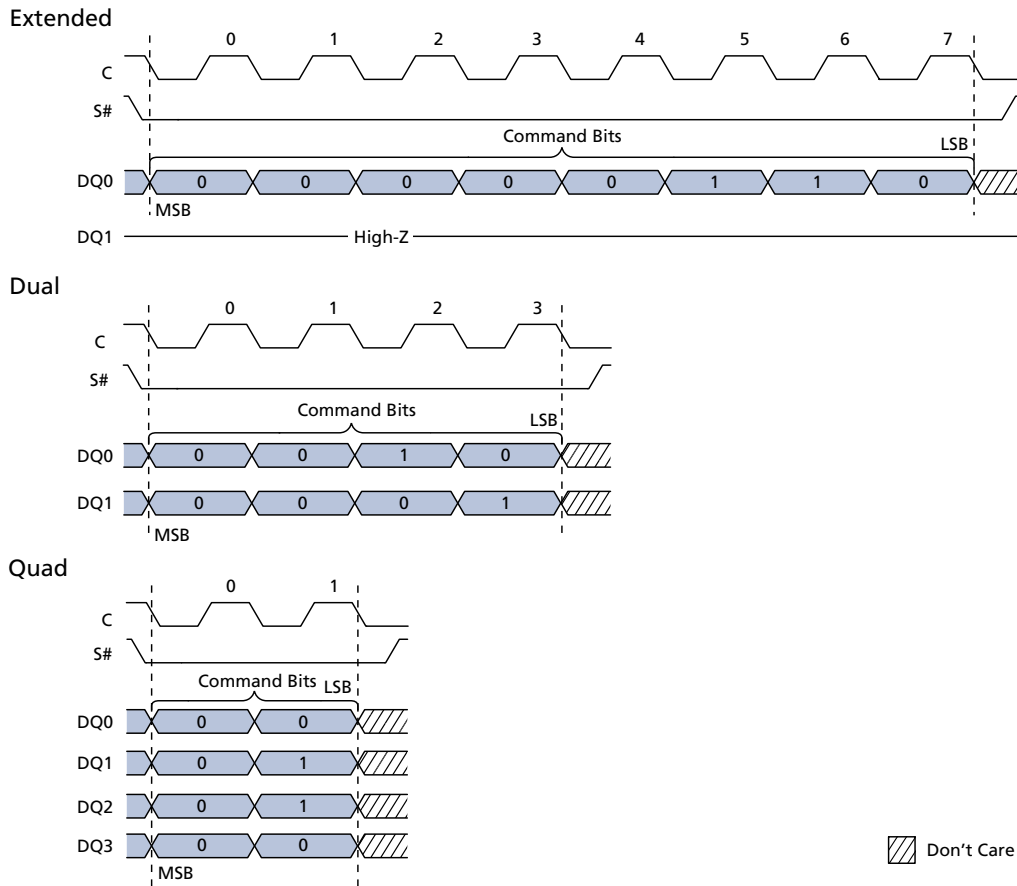 Extended
0 1 2 3 4 5 6 7
C
S#
Command Bits LSB
DQ0 0 0 0 0 0 1 1 0
MSB
DQ1 High-Z
Dual
0 1 2 3
C
S#
Command Bits LSB
DQ0 0 0 1 0
DQ1 0 0 0 1
MSB
Quad
0 1
C
S#
Command Bits LSB
DQ0 0 0
DQ1 0 1
DQ2 0 1
DQ3 0 0
MSB
Don't Care